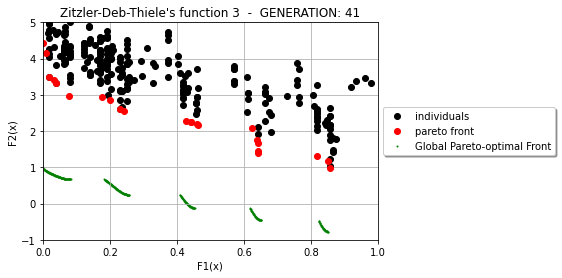 Zitzler-Deb-Thiele's function 3 - GENERATION: 41
5
4
3
2
1
0
−1
F2(x)
0.0 0.2 0.4 0.6 0.8 1.0
F1(x)
individuals
pareto front
Global Pareto-optimal Front